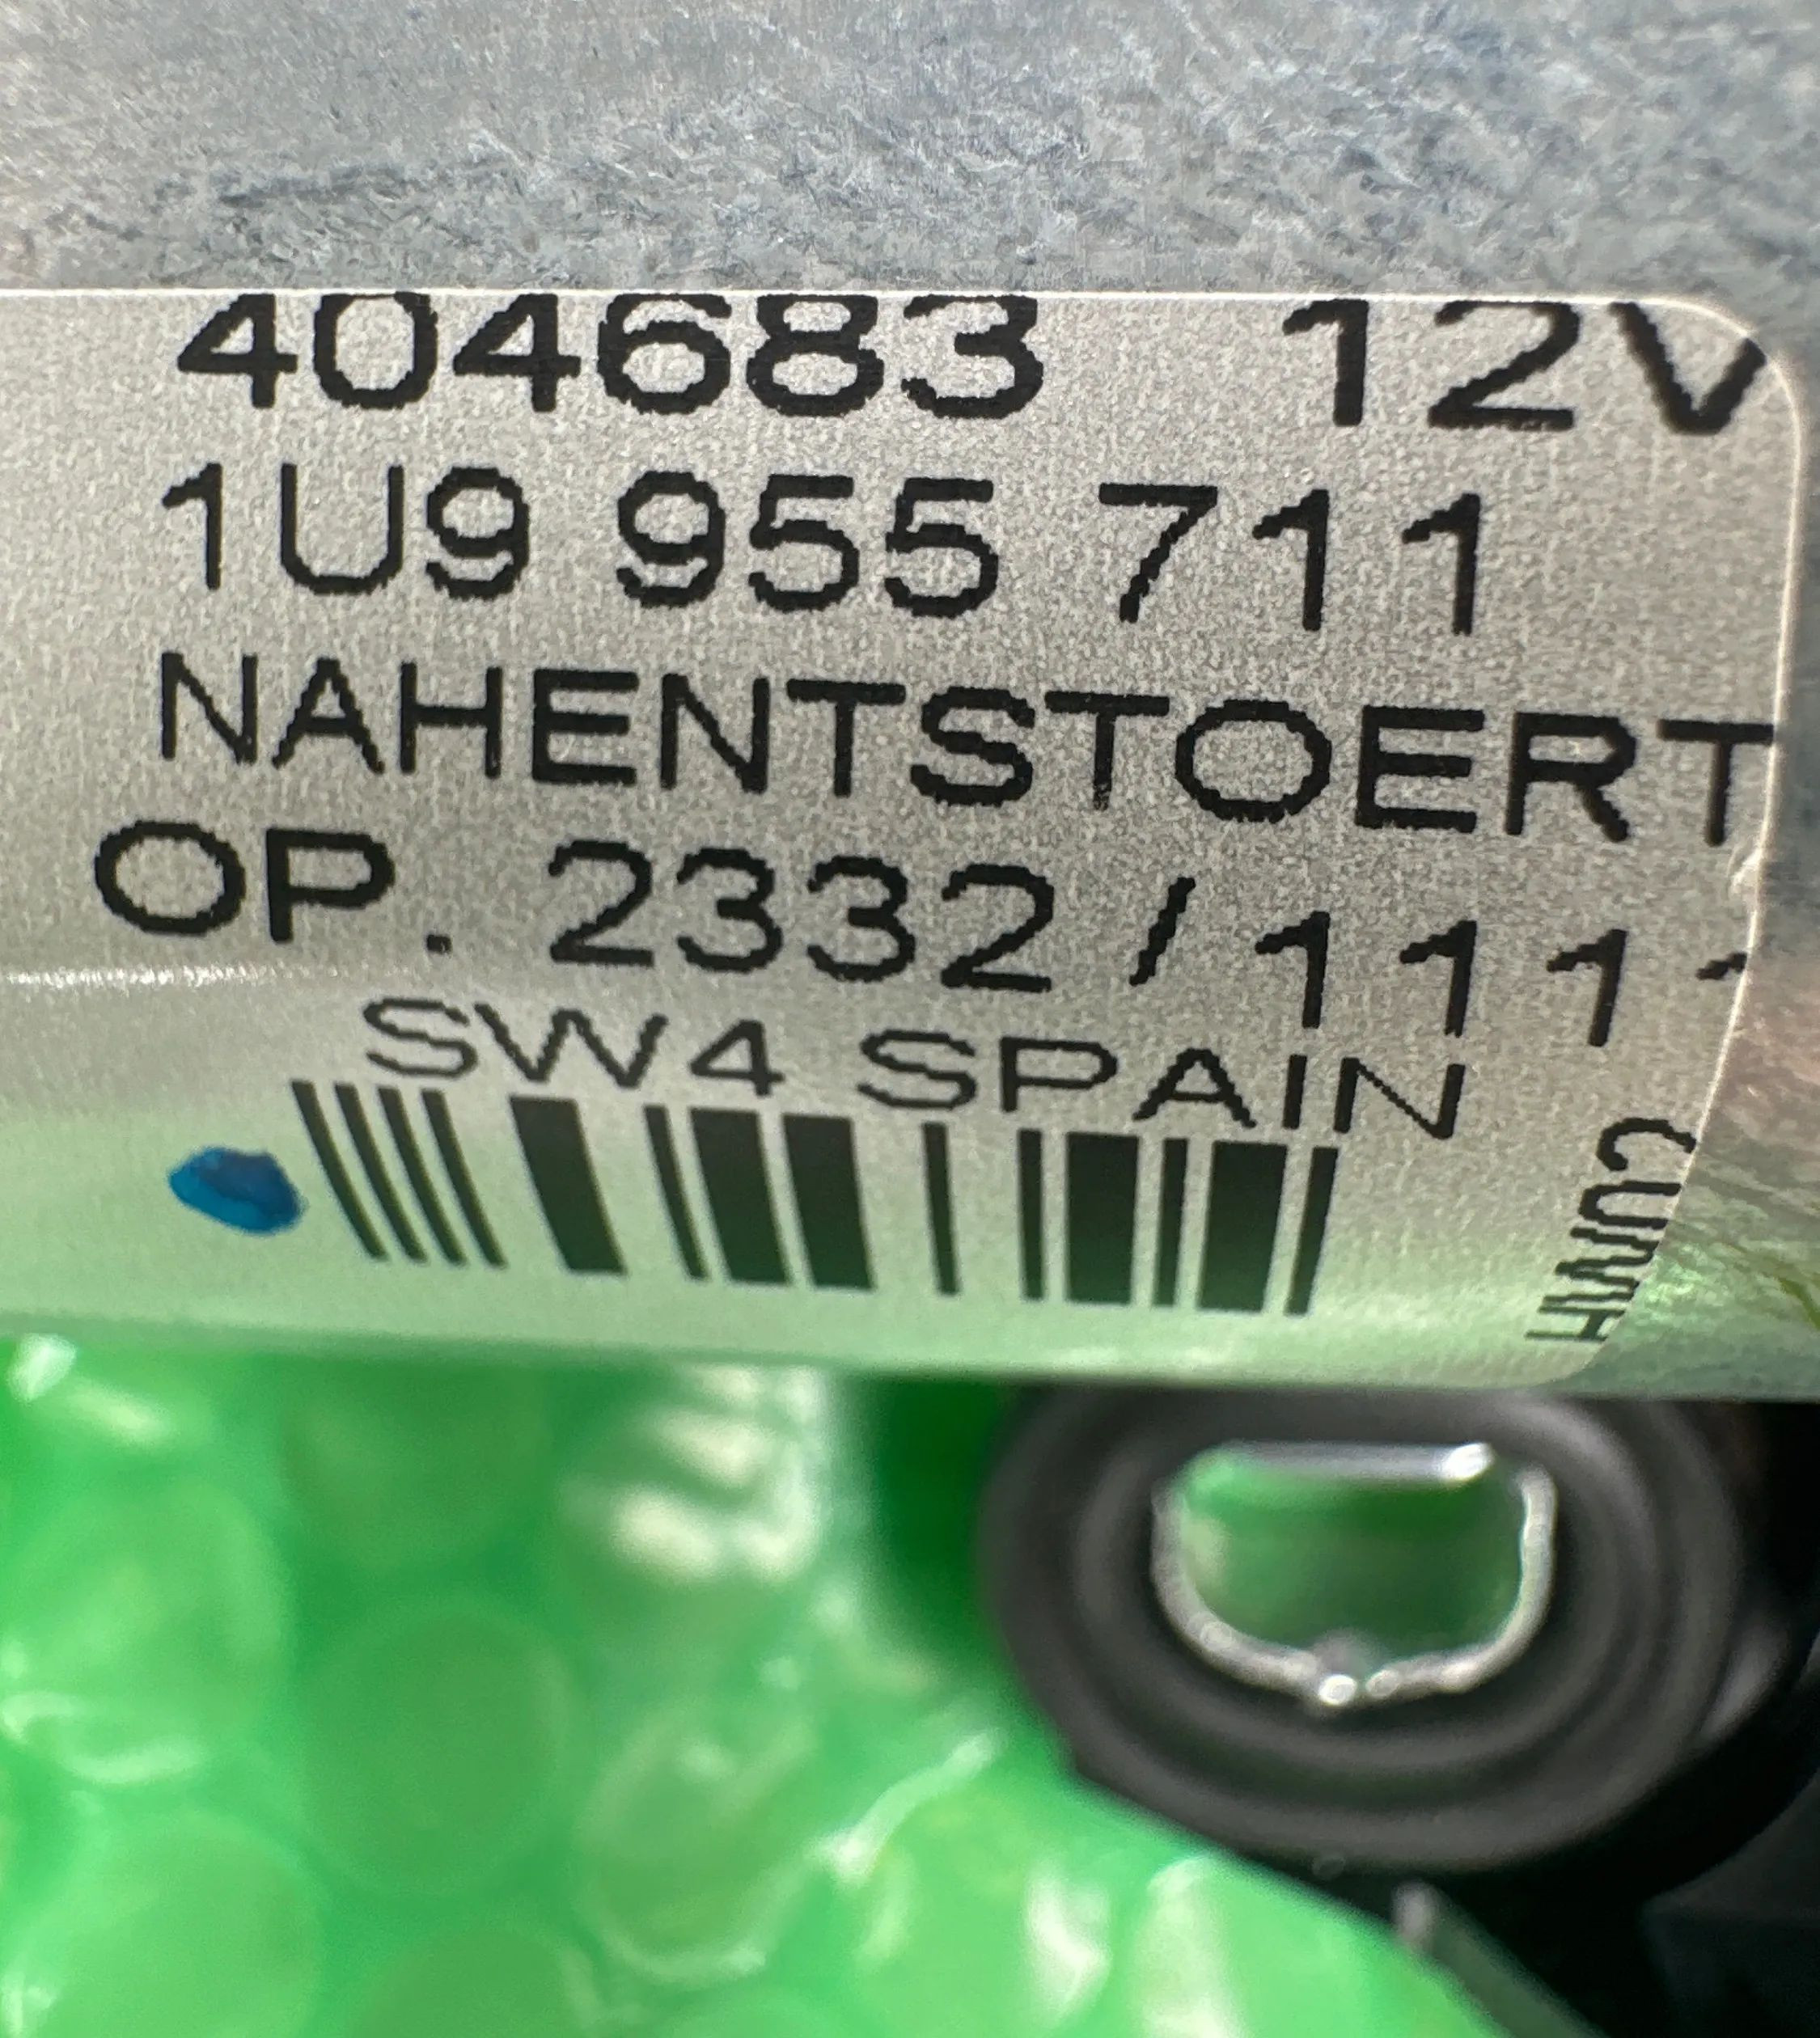 404683 12V
1U9 955 711
NAHENTSTOERT
OP. 2332/111
SW4 SPAIN